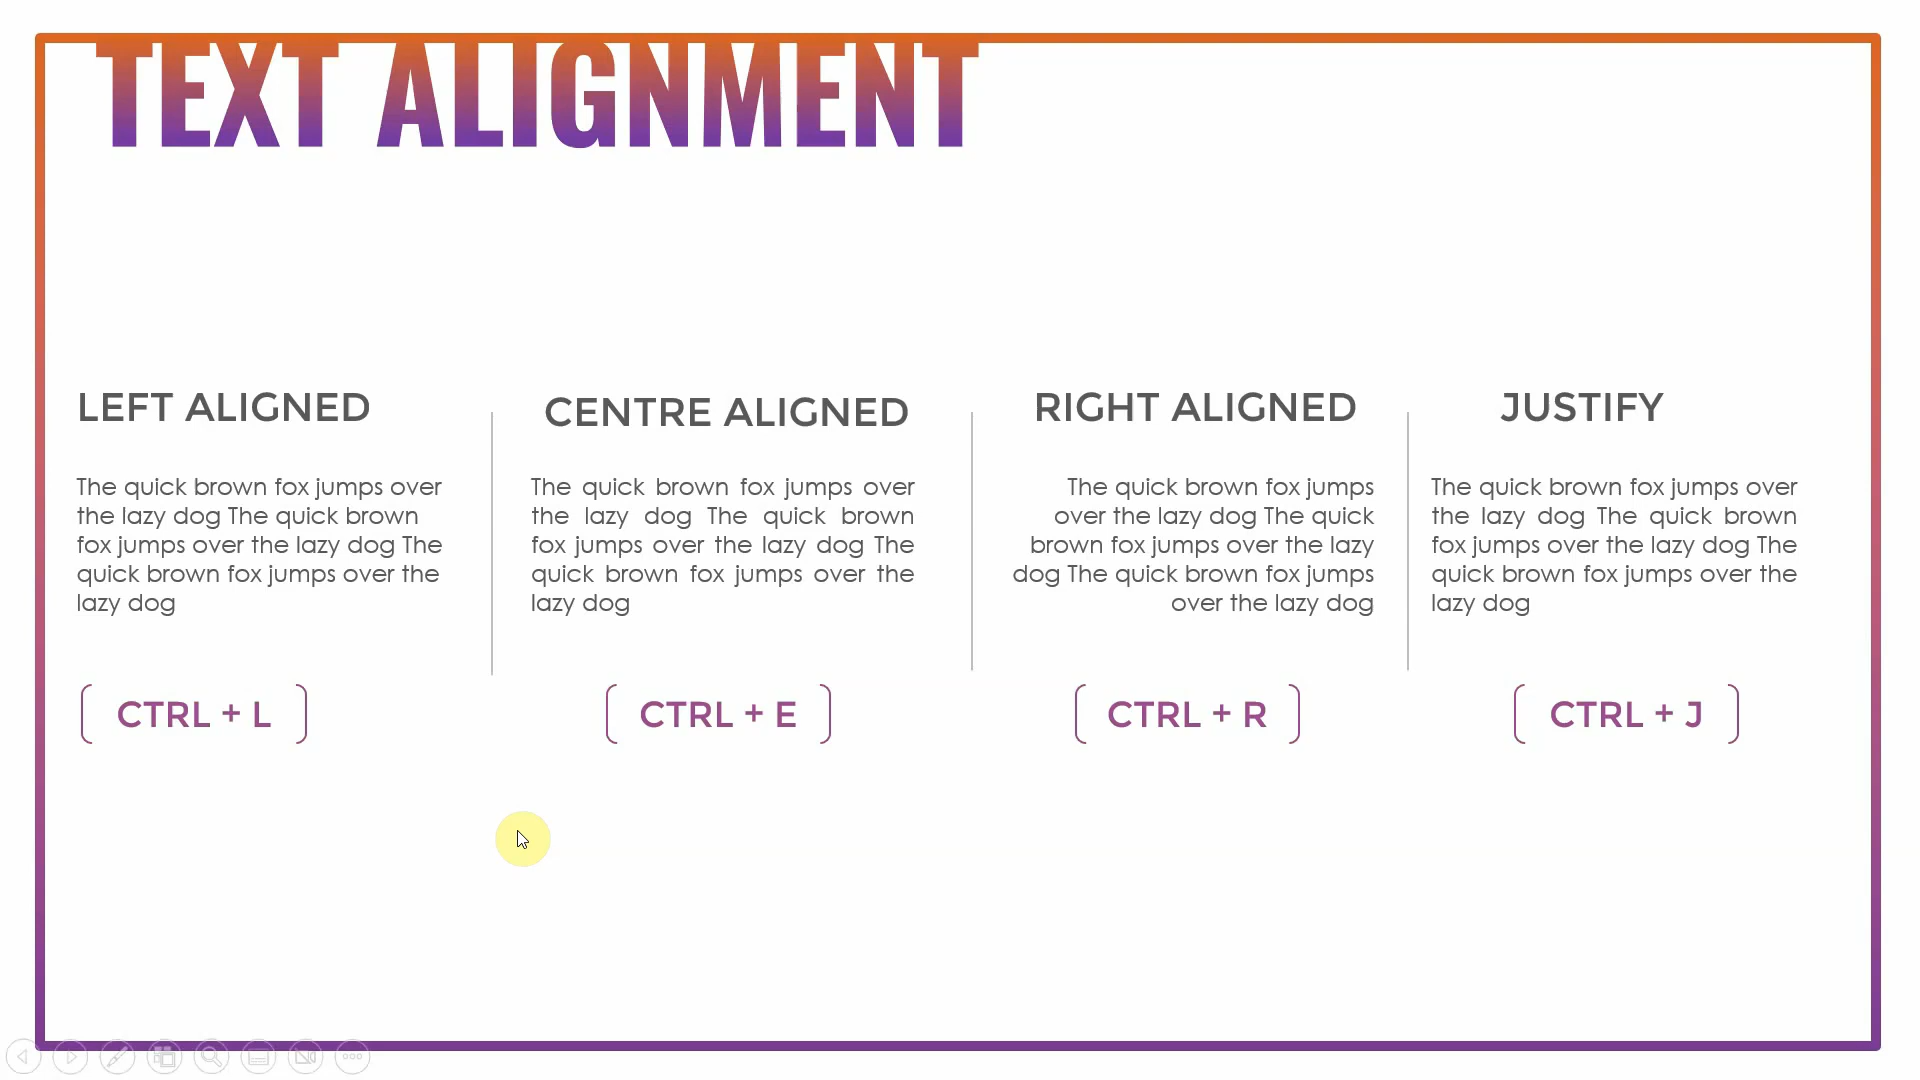 TEXT ALIGNMENT
LEFT ALIGNED
The quick brown fox jumps over
the lazy dog The quick brown
fox jumps over the lazy dog The
quick brown fox jumps over the
lazy dog
CTRL + L
CENTRE ALIGNED
The quick brown fox jumps over
the lazy dog The quick brown
fox jumps over the lazy dog The
quick brown fox jumps over the
lazy dog
CTRL + E
RIGHT ALIGNED
The quick brown fox jumps
over the lazy dog The quick
brown fox jumps over the lazy
dog The quick brown fox jumps
over the lazy dog
CTRL + R
JUSTIFY
The quick brown fox jumps over
the lazy dog The quick brown
fox jumps over the lazy dog The
quick brown fox jumps over the
lazy dog
CTRL + J